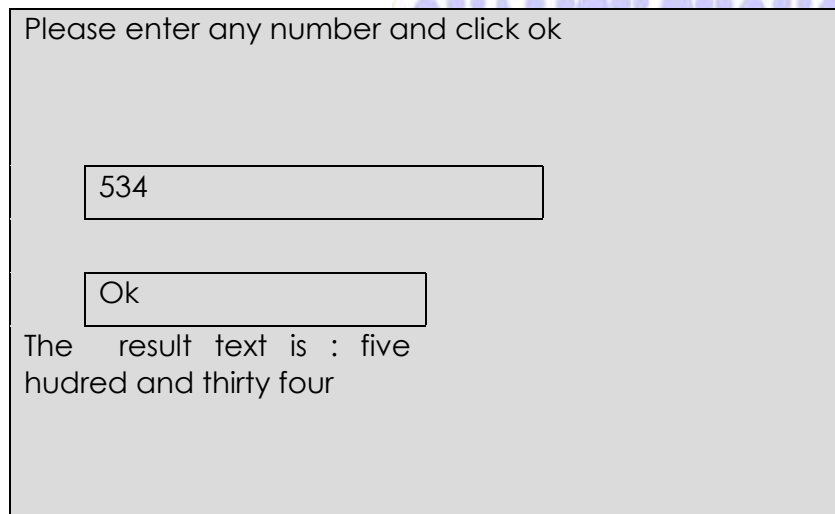 Please enter any number and click ok
534
Ok
The result text is : five
hudred and thirty four